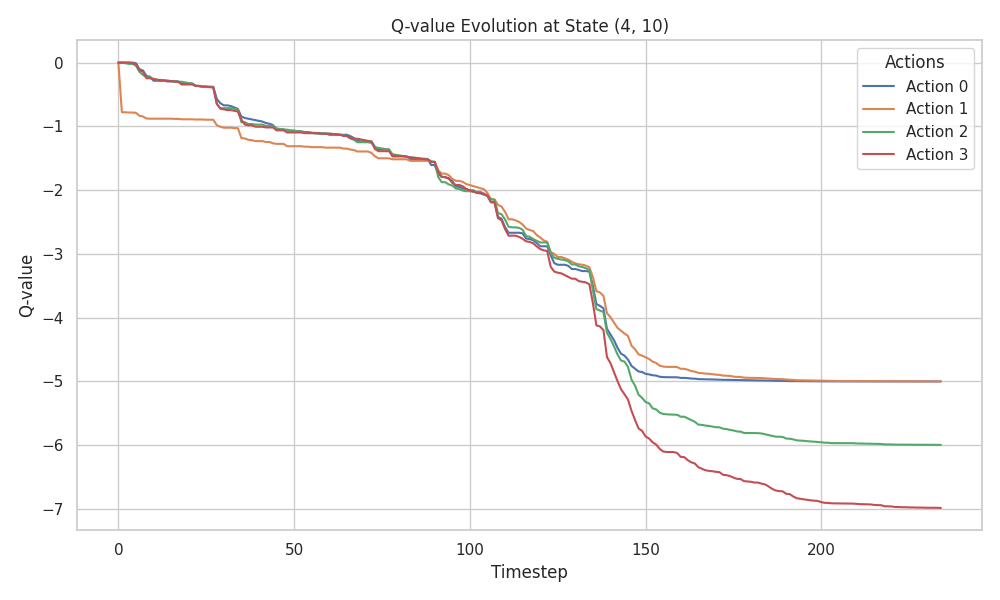 Q-value Evolution at State (4, 10)
Actions
Action 0
Action 1
Action 2
Action 3
Q-value
0
−1
−2
−3
−4
−5
−6
−7
0
50
100
150
200
Timestep